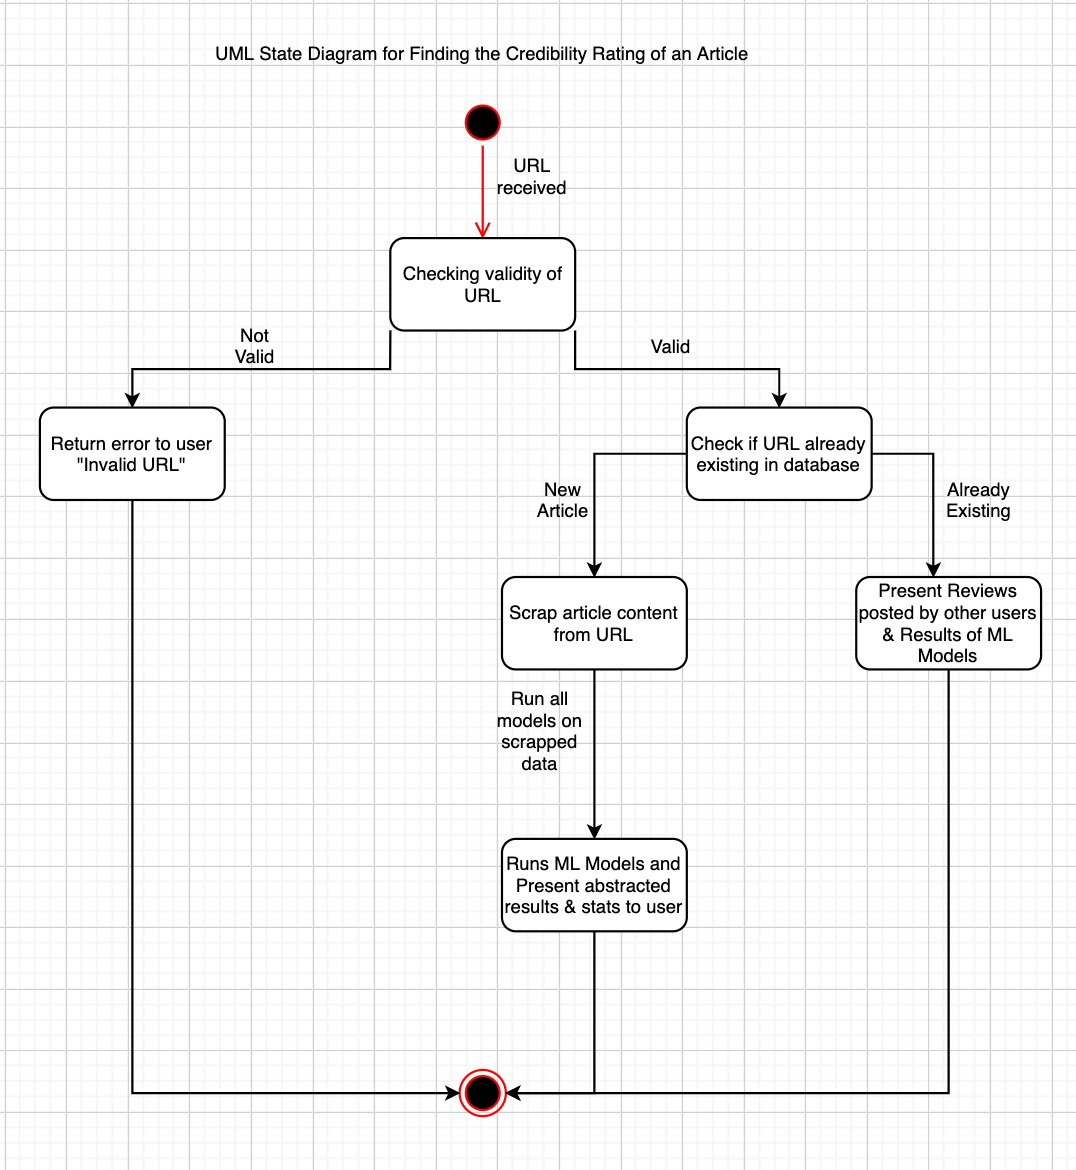 UML State Diagram for Finding the Credibility Rating of an Article
URL
received
Checking validity of
URL
Not
Valid
Valid
Return error to user
"Invalid URL"
Check if URL already
existing in database
New
Article
Already
Existing
Scrap article content
from URL
Present Reviews
posted by other users
& Results of ML
Models
Run all
models on
scrapped
data
Runs ML Models and
Present abstracted
results & stats to user